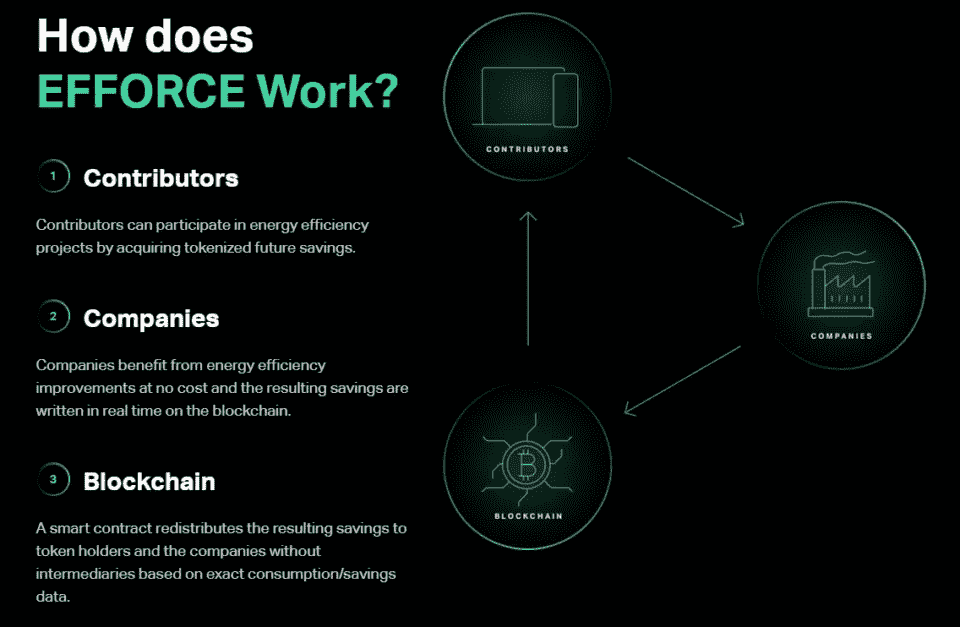 How does
EFFORCE Work?
1 Contributors
Contributors can participate in energy efficiency
projects by acquiring tokenized future savings.
2 Companies
Companies benefit from energy efficiency
improvements at no cost and the resulting savings are
written in real time on the blockchain.
3 Blockchain
A smart contract redistributes the resulting savings to
token holders and the companies without
intermediaries based on exact consumption/savings
data.
CONTRIBUTORS
COMPANIES
BLOCKCHAIN